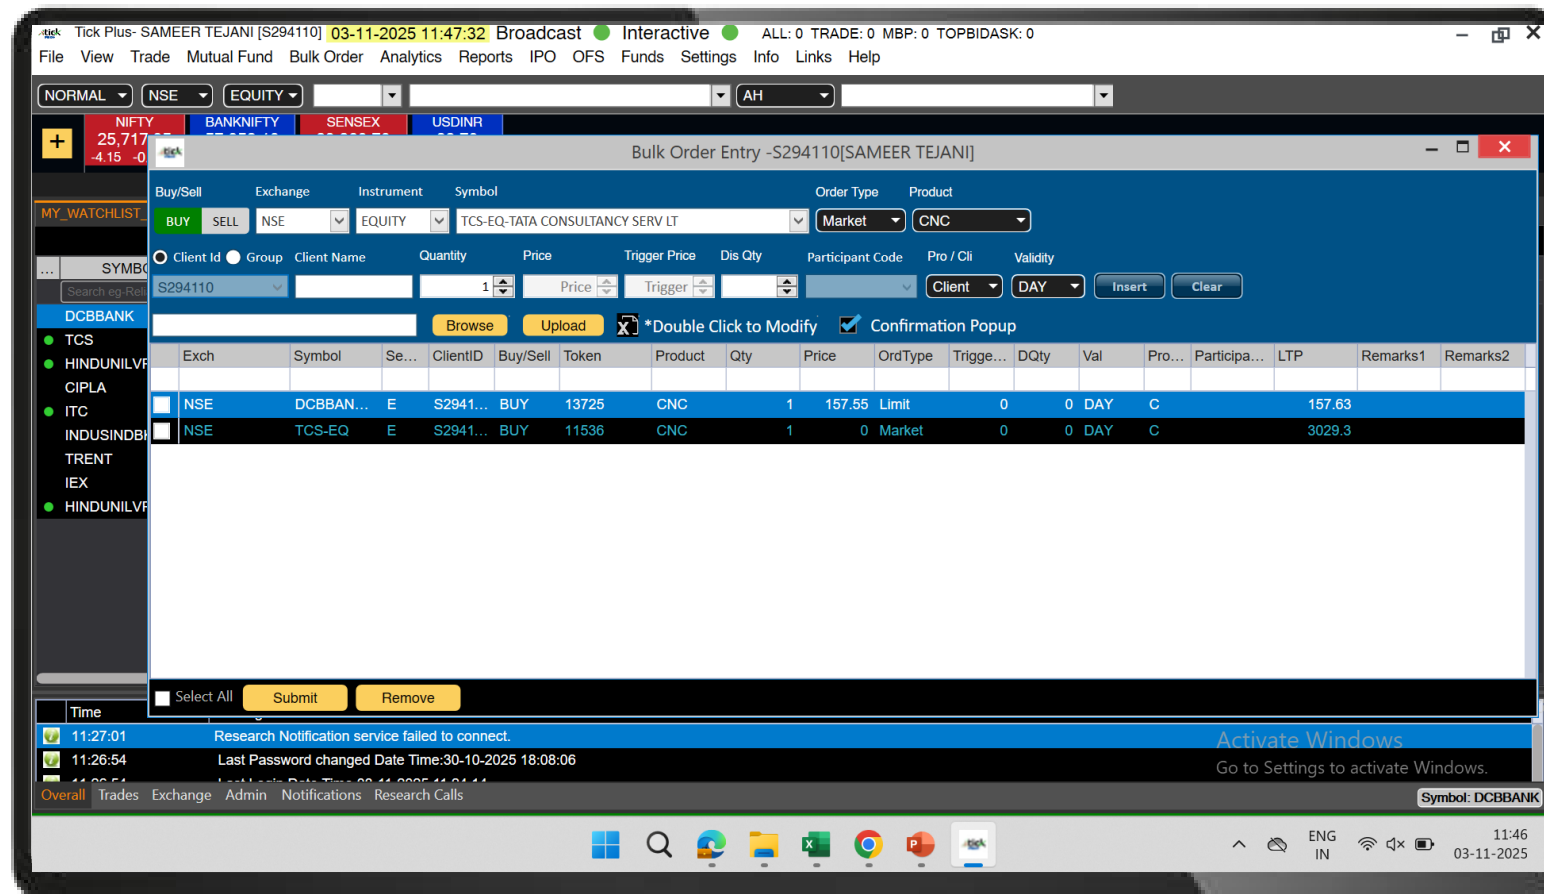 Tick Plus- SAMEER TEJANI [S294110] 03-11-2025 11:47:32 Broadcast Interactive ALL: 0 TRADE: 0 MBP: 0 TOPBIDASK: 0
File View Trade Mutual Fund Bulk Order Analytics Reports IPO OFS Funds Settings Info Links Help
NORMAL NSE EQUITY AH
NIFTY BANKNIFTY SENSEX USDINR
25,717
-4.15 -0
Bulk Order Entry -S294110[SAMEER TEJANI]
Buy/Sell Exchange Instrument Symbol Order Type Product
MY_WATCHLIST_
BUY SELL NSE EQUITY TCS-EQ-TATA CONSULTANCY SERV LT Market CNC
Client Id Group Client Name Quantity Price Trigger Price Dis Qty Participant Code Pro / Cli Validity
... SYMBO
Search eg-Reli
S294110 1 Price Trigger Client DAY Insert Clear
Browse Upload *Double Click to Modify Confirmation Popup
Exch Symbol Se... ClientID Buy/Sell Token Product Qty Price OrdType Trigge... DQty Val Pro... Participa... LTP Remarks1 Remarks2
NSE DCBBAN... E S2941... BUY 13725 CNC 1 157.55 Limit 0 0 DAY C 157.63
NSE TCS-EQ E S2941... BUY 11536 CNC 1 0 Market 0 0 DAY C 3029.3
DCBBANK
TCS
HINDUNILVR
CIPLA
ITC
INDUSINDBK
TRENT
IEX
HINDUNILVR
Select All Submit Remove
Time
11:27:01 Research Notification service failed to connect.
11:26:54 Last Password changed Date Time:30-10-2025 18:08:06
Activate Windows
Go to Settings to activate Windows.
Overall Trades Exchange Admin Notifications Research Calls
Symbol: DCBBANK
ENG
IN
11:46
03-11-2025